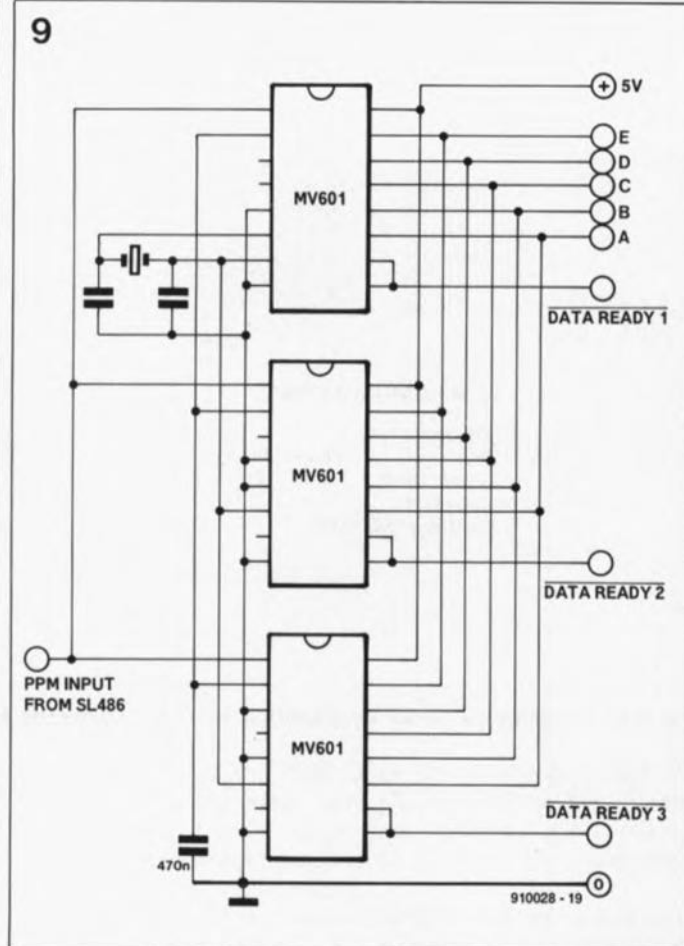 9
+ 5V
E
D
C
B
A
MV601
DATA READY 1
MV601
DATA READY 2
PPM INPUT
FROM SL486
MV601
DATA READY 3
470n
0
910028 - 19